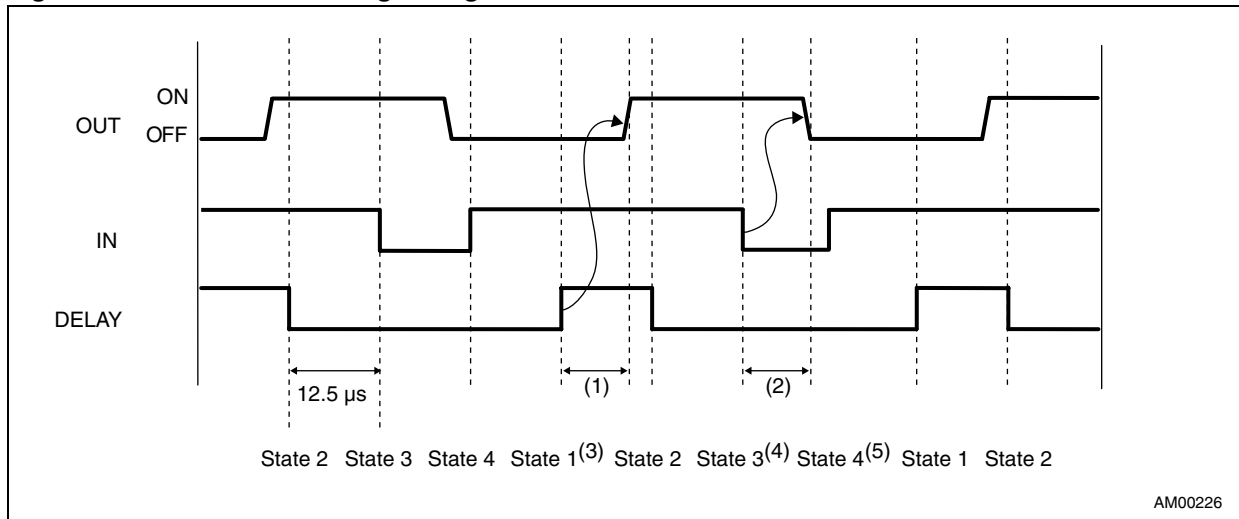 ON
OUT
OFF
IN
DELAY
12.5 µs
(1)
(2)
State 2 State 3 State 4 State 1(3) State 2 State 3(4) State 4(5) State 1 State 2
AM00226